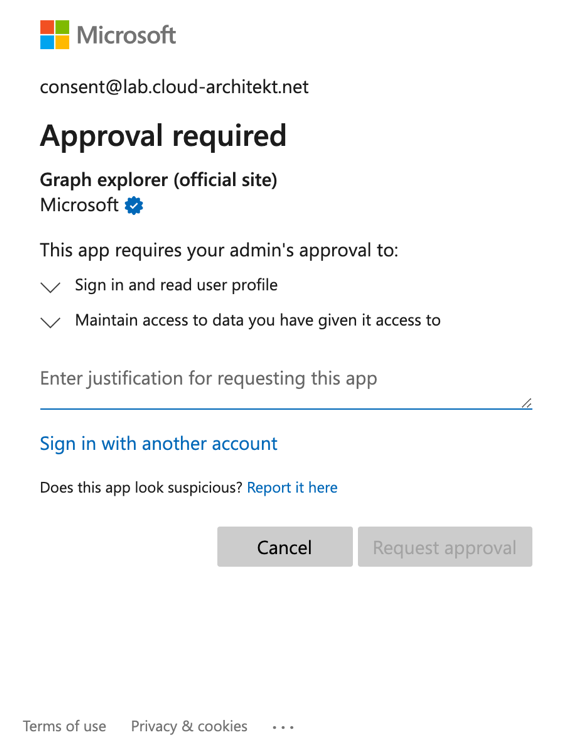 Microsoft
consent@lab.cloud-architekt.net
Approval required
Graph explorer (official site)
Microsoft
This app requires your admin's approval to:
Sign in and read user profile
Maintain access to data you have given it access to
Enter justification for requesting this app
Sign in with another account
Does this app look suspicious? Report it here
Cancel Request approval
Terms of use Privacy & cookies ...